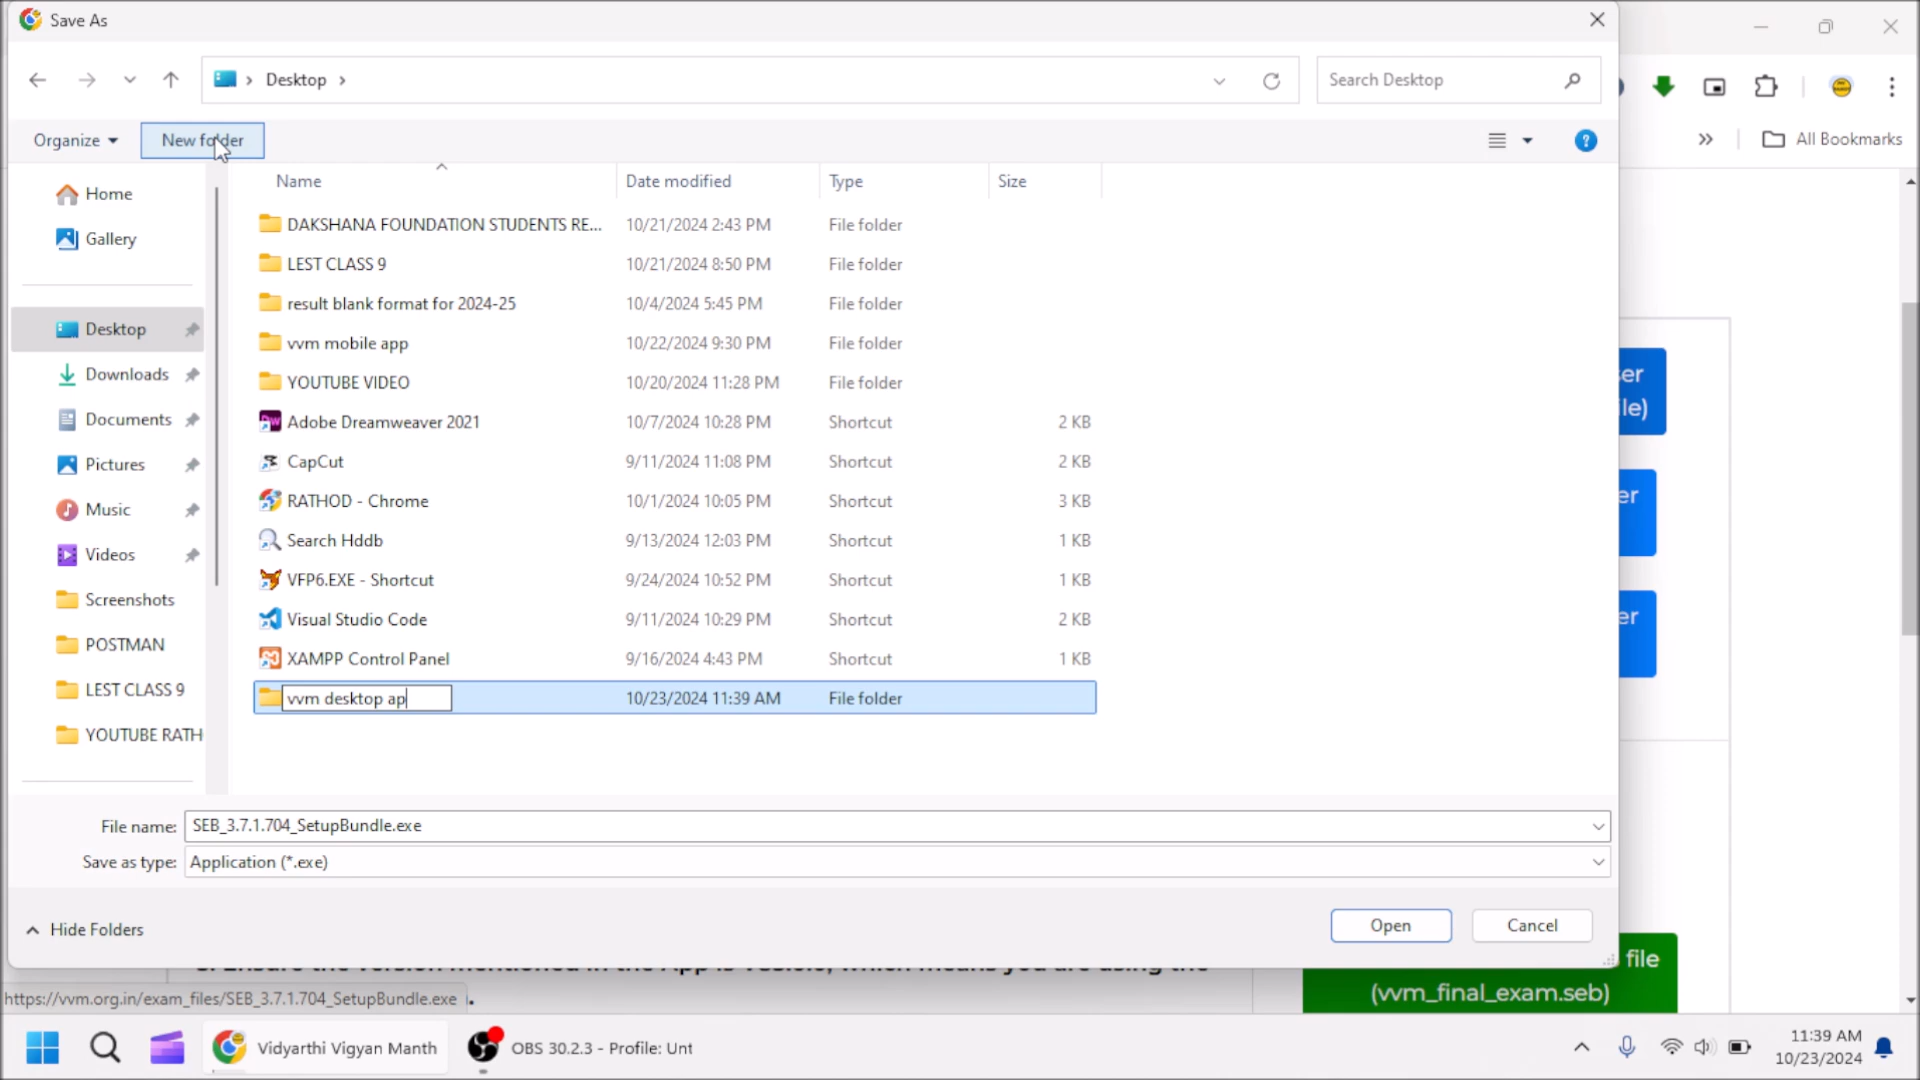 Save As
Desktop
Search Desktop
Organize
New folder
All Bookmarks
Name
Date modified
Type
Size
Home
Gallery
Desktop
Downloads
Documents
Pictures
Music
Videos
Screenshots
POSTMAN
LEST CLASS 9
YOUTUBE RATH
DAKSHANA FOUNDATION STUDENTS RE... 10/21/2024 2:43 PM File folder
LEST CLASS 9 10/21/2024 8:50 PM File folder
result blank format for 2024-25 10/4/2024 5:45 PM File folder
vvm mobile app 10/22/2024 9:30 PM File folder
YOUTUBE VIDEO 10/20/2024 11:28 PM File folder
Adobe Dreamweaver 2021 10/7/2024 10:28 PM Shortcut 2 KB
CapCut 9/11/2024 11:08 PM Shortcut 2 KB
RATHOD - Chrome 10/1/2024 10:05 PM Shortcut 3 KB
Search Hddb 9/13/2024 12:03 PM Shortcut 1 KB
VFP6.EXE - Shortcut 9/24/2024 10:52 PM Shortcut 1 KB
Visual Studio Code 9/11/2024 10:29 PM Shortcut 2 KB
XAMPP Control Panel 9/16/2024 4:43 PM Shortcut 1 KB
vvm desktop ap 10/23/2024 11:39 AM File folder
File name: SEB_3.7.1.704_SetupBundle.exe
Save as type: Application (*.exe)
Hide Folders
Open
Cancel
file
(vvm_final_exam.seb)
https://vvm.org.in/exam_files/SEB_3.7.1.704_SetupBundle.exe
Vidyarthi Vigyan Manth
OBS 30.2.3 - Profile: Unt
11:39 AM
10/23/2024